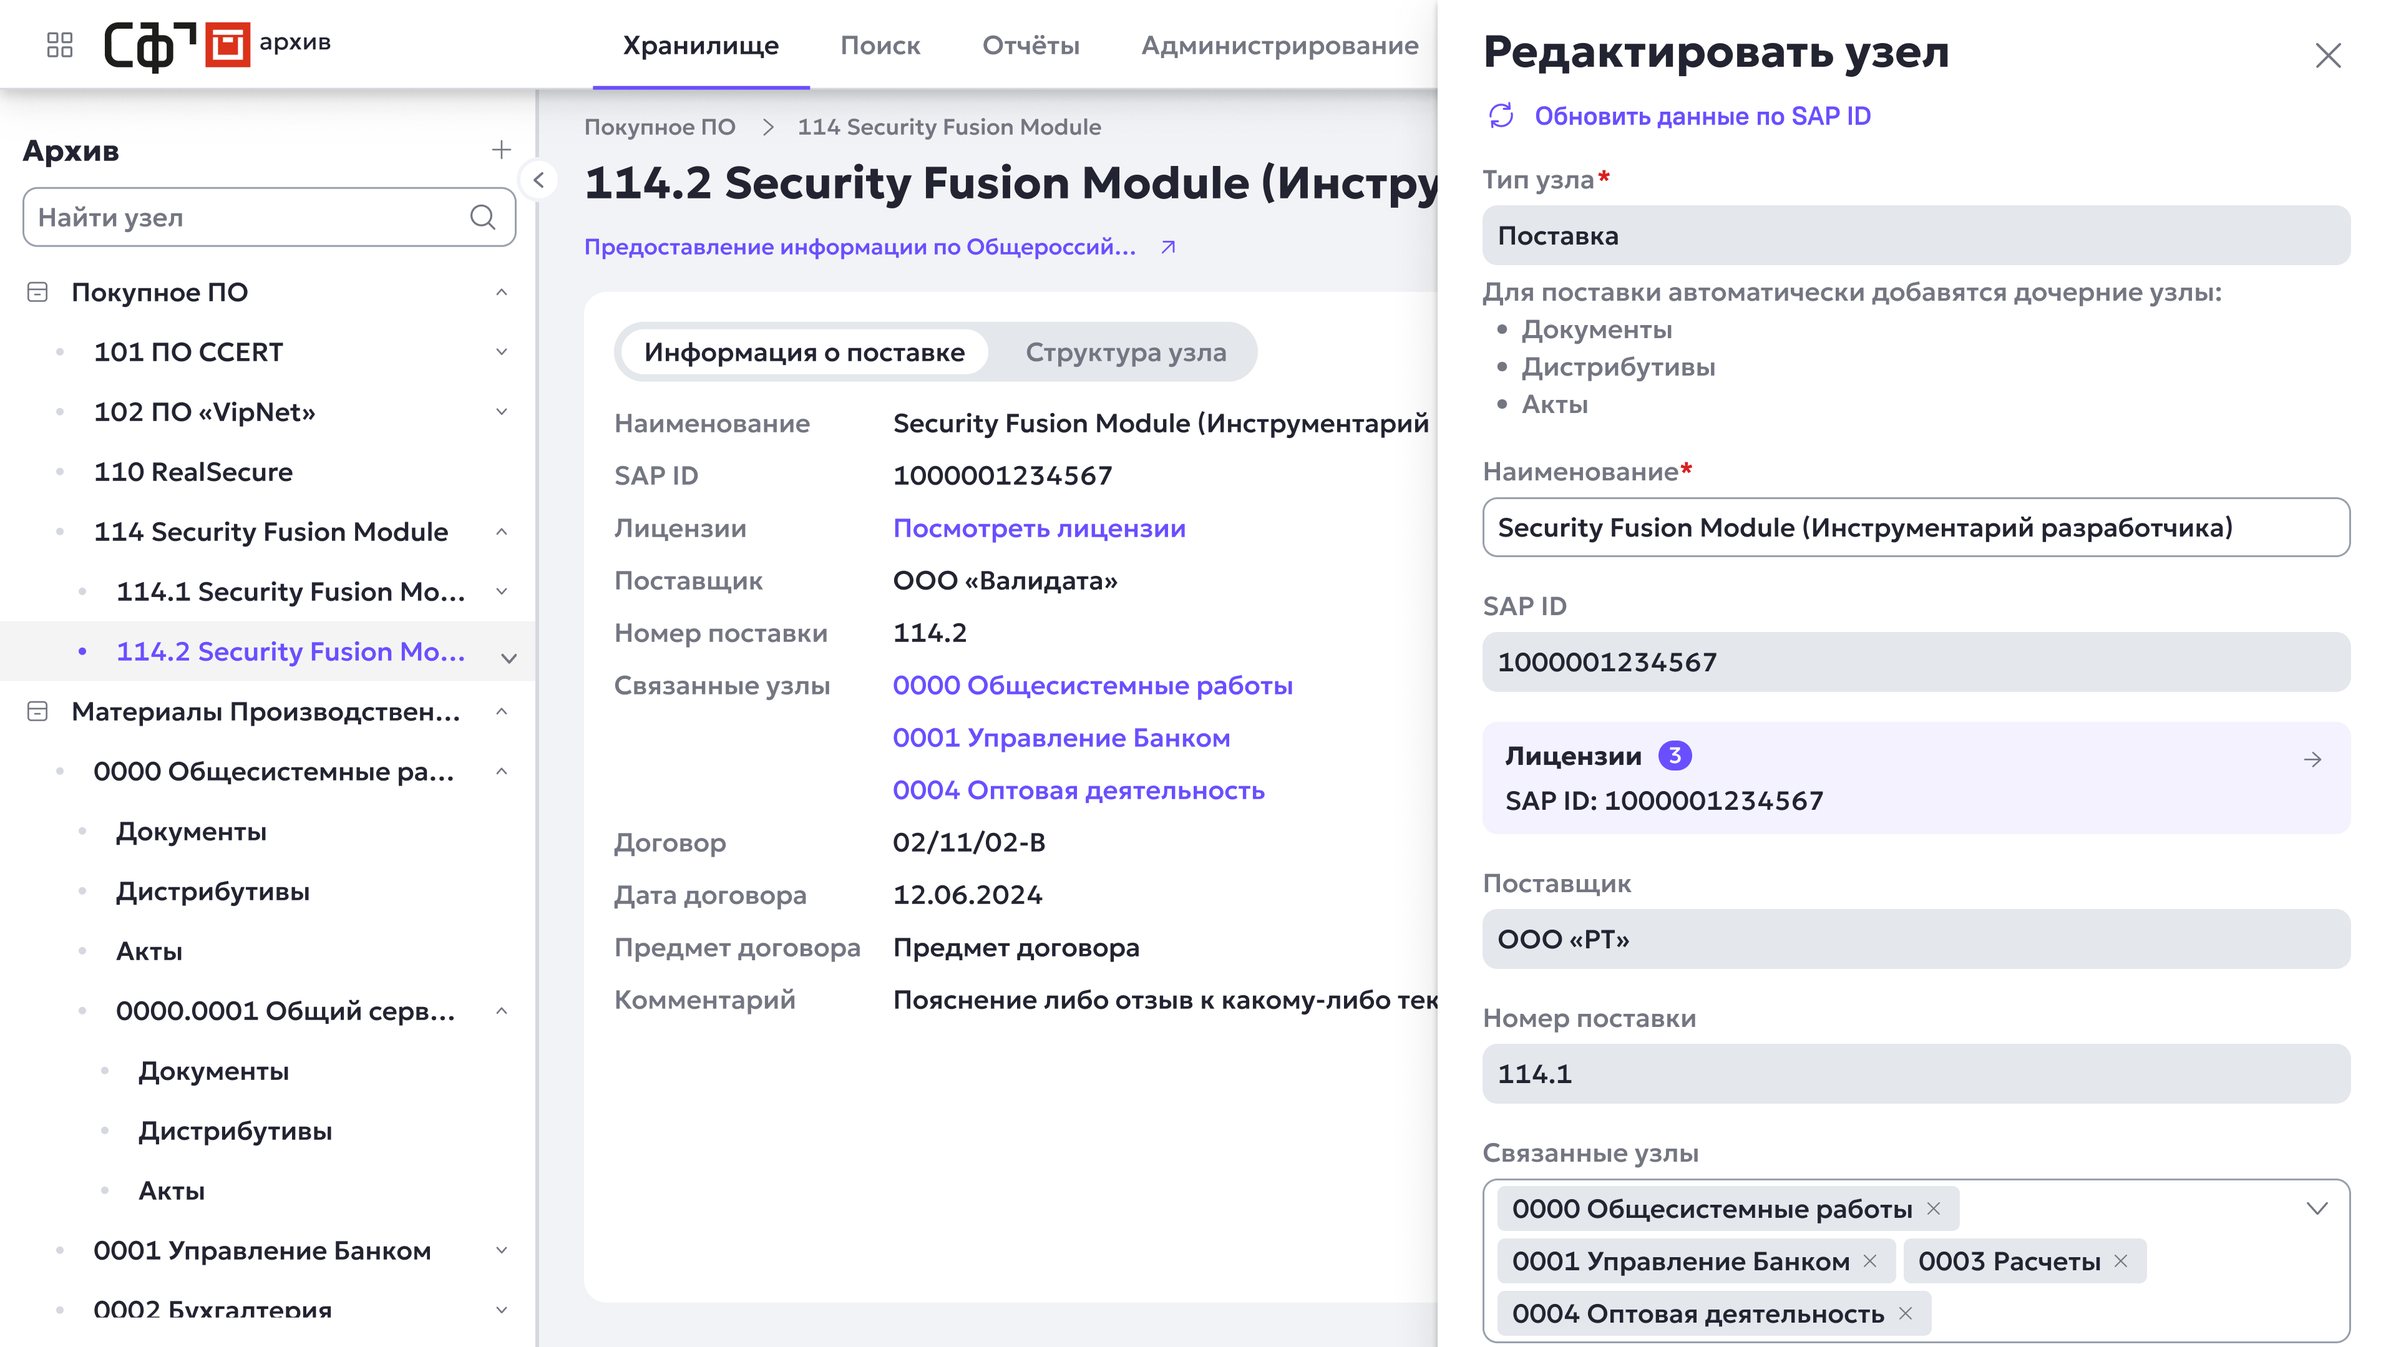 СФ архив
Хранилище
Поиск
Отчёты
Администрирование
Архив
Найти узел
Покупное ПО
101 ПО CCERT
102 ПО «VipNet»
110 RealSecure
114 Security Fusion Module
114.1 Security Fusion Mo...
114.2 Security Fusion Mo...
Материалы Производствен...
0000 Общесистемные ра...
Документы
Дистрибутивы
Акты
0000.0001 Общий серв...
Документы
Дистрибутивы
Акты
0001 Управление Банком
0002 Бухгалтерия
Покупное ПО > 114 Security Fusion Module
114.2 Security Fusion Module (Инстру
Предоставление информации по Общероссий...
Информация о поставке
Структура узла
Наименование Security Fusion Module (Инструментарий
SAP ID 1000001234567
Лицензии Посмотреть лицензии
Поставщик ООО «Валидата»
Номер поставки 114.2
Связанные узлы 0000 Общесистемные работы
0001 Управление Банком
0004 Оптовая деятельность
Договор 02/11/02-В
Дата договора 12.06.2024
Предмет договора Предмет договора
Комментарий Пояснение либо отзыв к какому-либо тек
Редактировать узел
Обновить данные по SAP ID
Тип узла*
Поставка
Для поставки автоматически добавятся дочерние узлы:
• Документы
• Дистрибутивы
• Акты
Наименование*
Security Fusion Module (Инструментарий разработчика)
SAP ID
1000001234567
Лицензии 3
SAP ID: 1000001234567
Поставщик
ООО «РТ»
Номер поставки
114.1
Связанные узлы
0000 Общесистемные работы
0001 Управление Банком 0003 Расчеты
0004 Оптовая деятельность